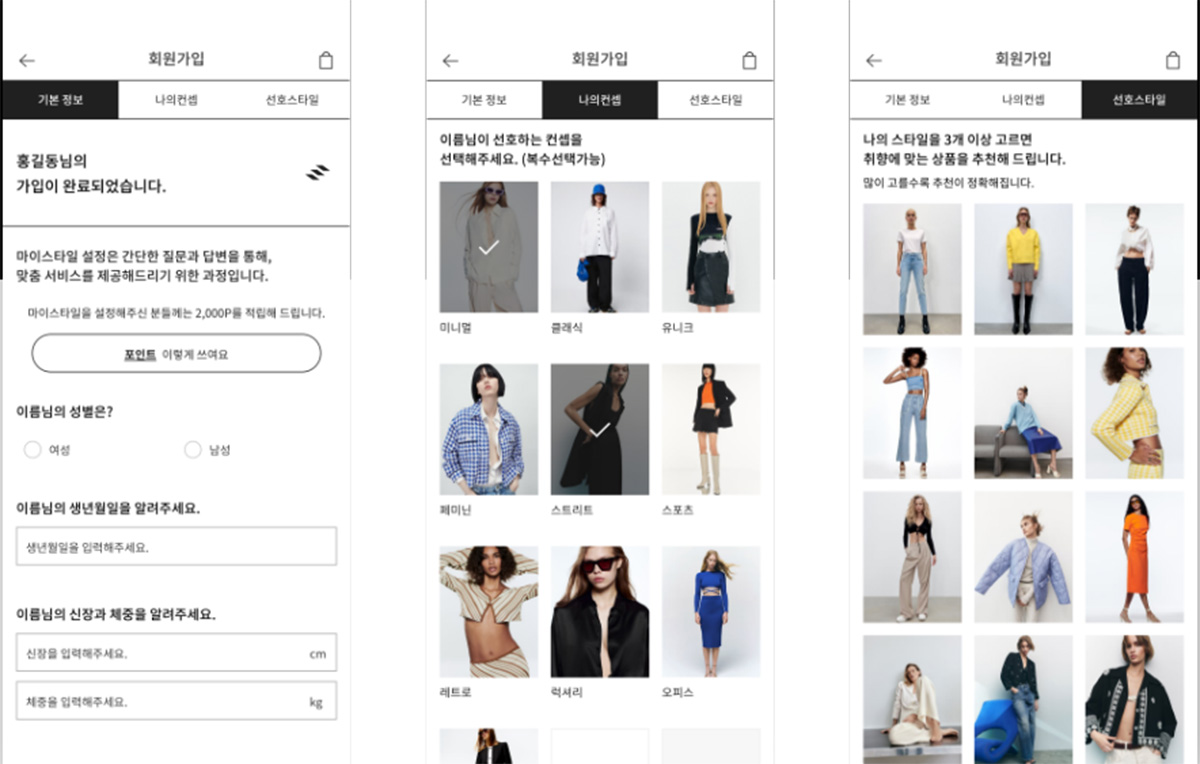 회원가입
기본 정보
나의컨셉
선호스타일
홍길동님의
가입이 완료되었습니다.
마이스타일 설정은 간단한 질문과 답변을 통해,
맞춤 서비스를 제공해드리기 위한 과정입니다.
마이스타일을 설정해주신 분들께는 2,000P를 적립해 드립니다.
포인트 이렇게 쓰여요
이름님의 성별은?
여성
남성
이름님의 생년월일을 알려주세요.
생년월일을 입력해주세요.
이름님의 신장과 체중을 알려주세요.
신장을 입력해주세요.
cm
체중을 입력해주세요.
kg
회원가입
기본 정보
나의컨셉
선호스타일
이름님이 선호하는 컨셉을
선택해주세요. (복수선택가능)
미니멀
클래식
유니크
페미닌
스트리트
스포츠
레트로
럭셔리
오피스
회원가입
기본 정보
나의컨셉
선호스타일
나의 스타일을 3개 이상 고르면
취향에 맞는 상품을 추천해 드립니다.
많이 고를수록 추천이 정확해집니다.